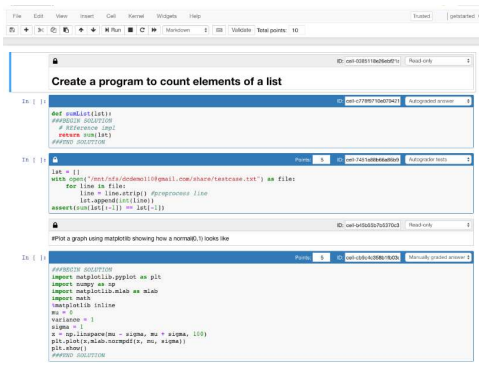 File Edit View Insert Cell Kernel Widgets Help Trusted getstarted
Run Markdown Validate Total points: 10
Read-only
Create a program to count elements of a list
In [ ]: Autograded answer
def sumList(lst):
###BEGIN SOLUTION
return sum(lst)
###END SOLUTION
In [ ]: Points: 5 Autograder tests
lst = []
with open("/mnt/nfs/dcdemo110@gmail.com/share/testcase.txt") as file:
for line in file:
line = line.strip() #preprocess line
lst.append(int(line))
assert(sum(lst[:-1]) == lst[-1])
Read-only
#Plot a graph using matplotlib showing how a normal(0,1) looks like
In [ ]: Points: 5 Manually graded answer
###BEGIN SOLUTION
import matplotlib.pyplot as plt
import numpy as np
import matplotlib.mlab as mlab
import math
%matplotlib inline
mu = 0
variance = 1
sigma = 1
x = np.linspace(mu - sigma, mu + sigma, 100)
plt.plot(x,mlab.normpdf(x, mu, sigma))
plt.show()
###END SOLUTION